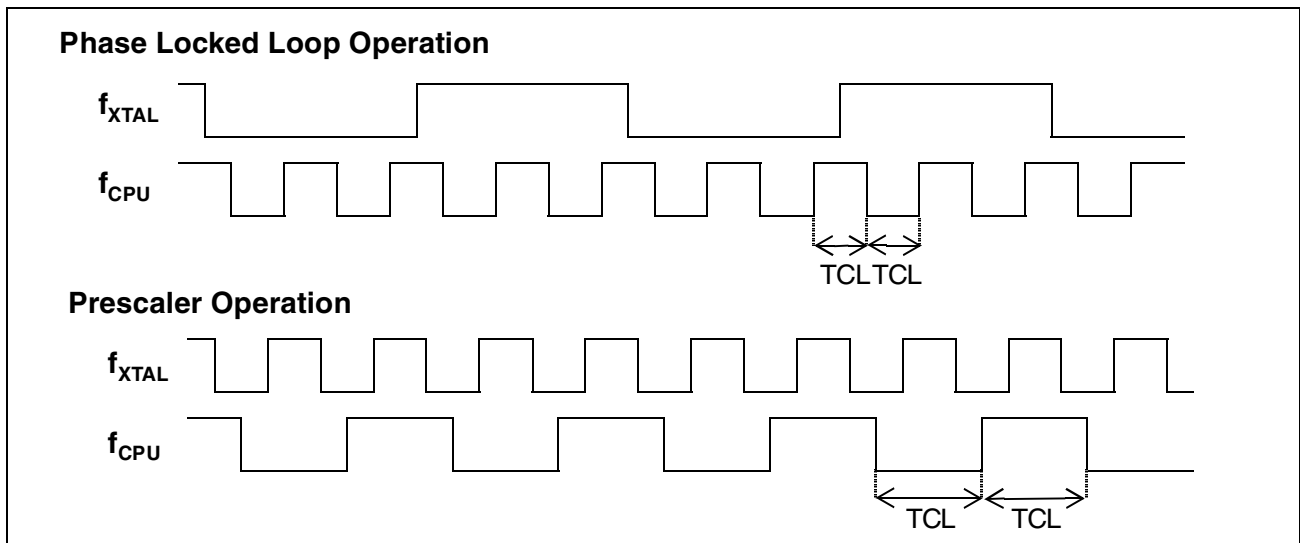 Phase Locked Loop Operation
fXTAL
fCPU
TCL TCL
Prescaler Operation
fXTAL
fCPU
TCL TCL